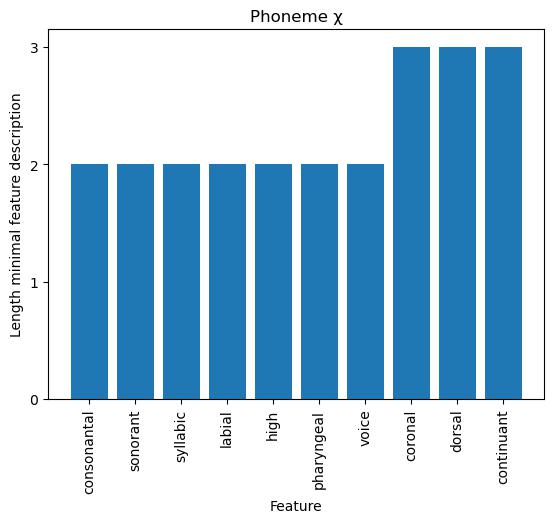 Phoneme χ
Length minimal feature description
3
2
1
0
consonantal
sonorant
syllabic
labial
high
pharyngeal
voice
coronal
dorsal
continuant
Feature